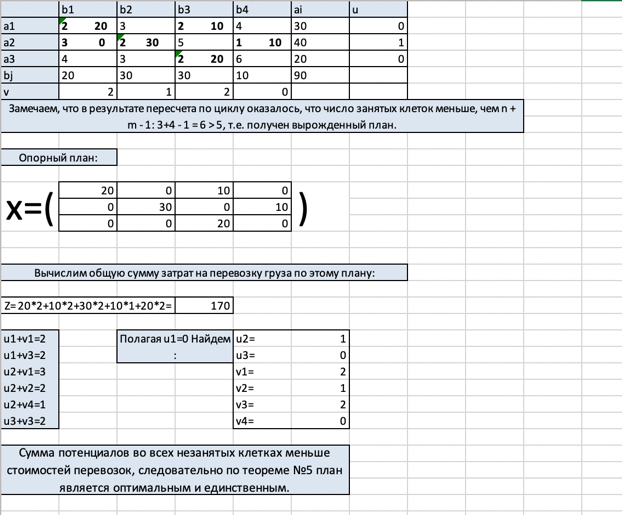 b1 b2 b3 b4 ai u
a1 2 20 3 2 10 4 30 0
a2 3 0 2 30 5 1 10 40 1
a3 4 3 2 20 6 20 0
bj 20 30 30 10 90
v 2 1 2 0
Замечаем, что в результате пересчета по циклу оказалось, что число занятых клеток меньше, чем n +
m - 1: 3+4 - 1 = 6 > 5, т.е. получен вырожденный план.
Опорный план:
x=( 20 0 10 0
0 30 0 10
0 0 20 0 )
Вычислим общую сумму затрат на перевозку груза по этому плану:
Z=20*2+10*2+30*2+10*1+20*2= 170
u1+v1=2 Полагая u1=0 Найдем u2= 1
u1+v3=2 : u3= 0
u2+v1=3 v1= 2
u2+v2=2 v2= 1
u2+v4=1 v3= 2
u3+v3=2 v4= 0
Сумма потенциалов во всех незанятых клетках меньше
стоимостей перевозок, следовательно по теореме №5 план
является оптимальным и единственным.